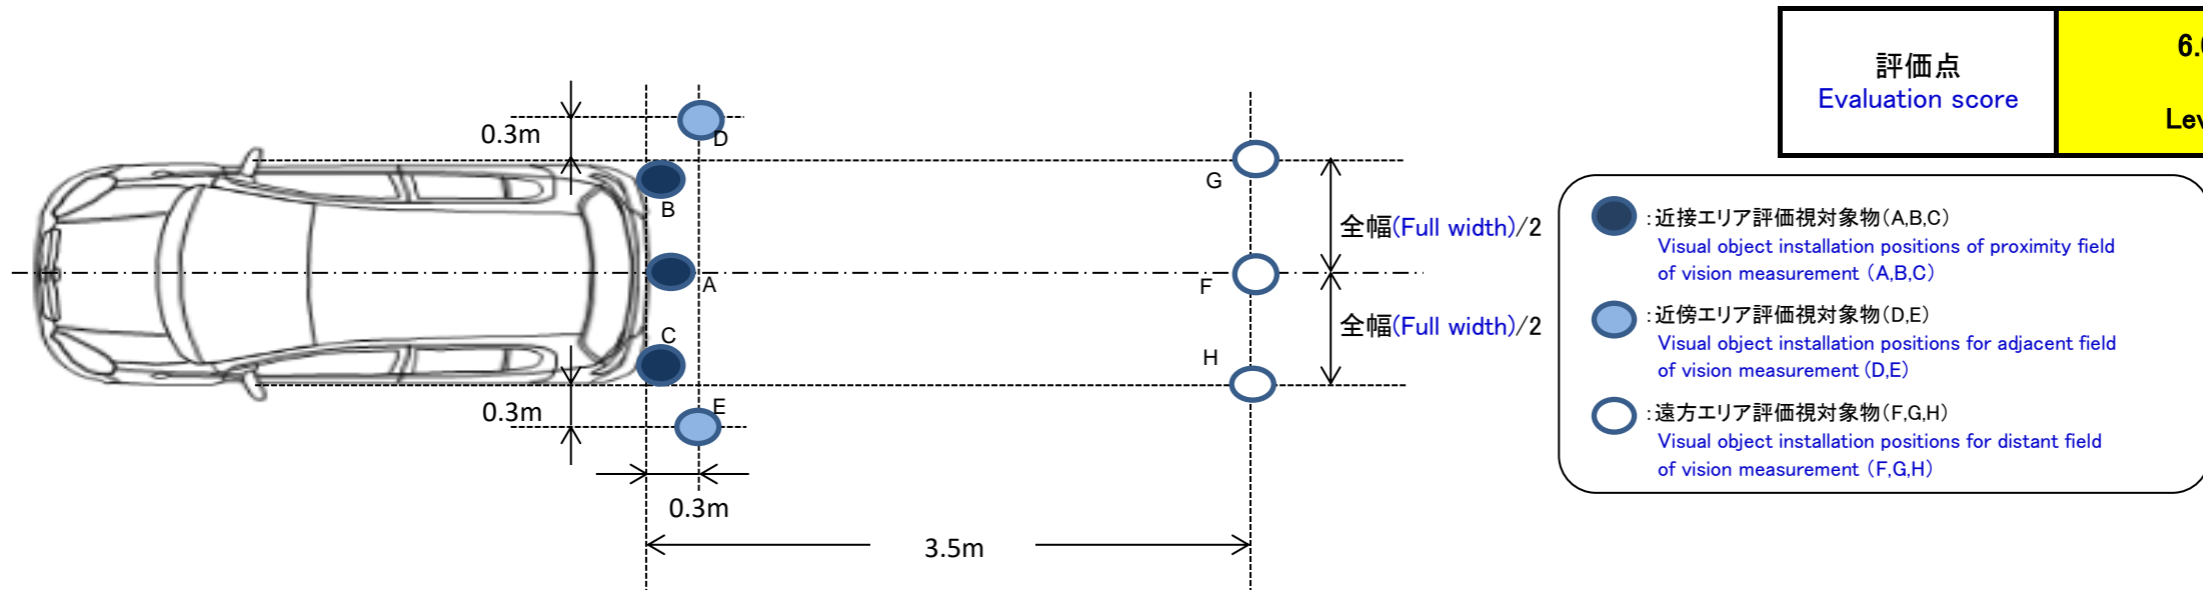 評価点
Evaluation score
0.3m
D
B
A
C
E
0.3m
0.3m
3.5m
G
F
H
全幅(Full width)/2
全幅(Full width)/2
:近接エリア評価視対象物(A,B,C)
Visual object installation positions of proximity field
of vision measurement (A,B,C)
:近傍エリア評価視対象物(D,E)
Visual object installation positions for adjacent field
of vision measurement (D,E)
:遠方エリア評価視対象物(F,G,H)
Visual object installation positions for distant field
of vision measurement (F,G,H)